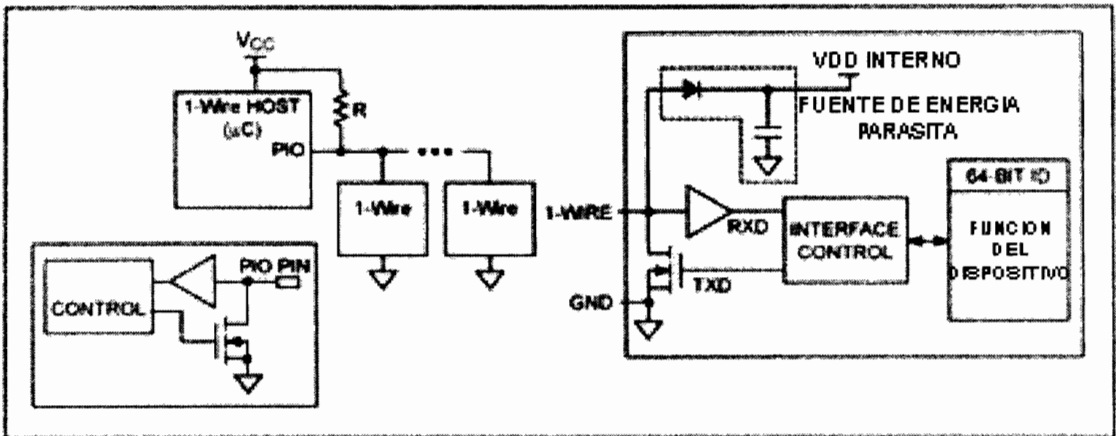 VCC
1-Wire HOST
(µC)
PIO
R
1-Wire
1-Wire
CONTROL
PIO PIN
VDD INTERNO
FUENTE DE ENERGIA
PARASITA
1-WIRE
RXD
TXD
GND
INTERFACE
CONTROL
64-BIT ID
FUNCION
DEL
DISPOSITIVO